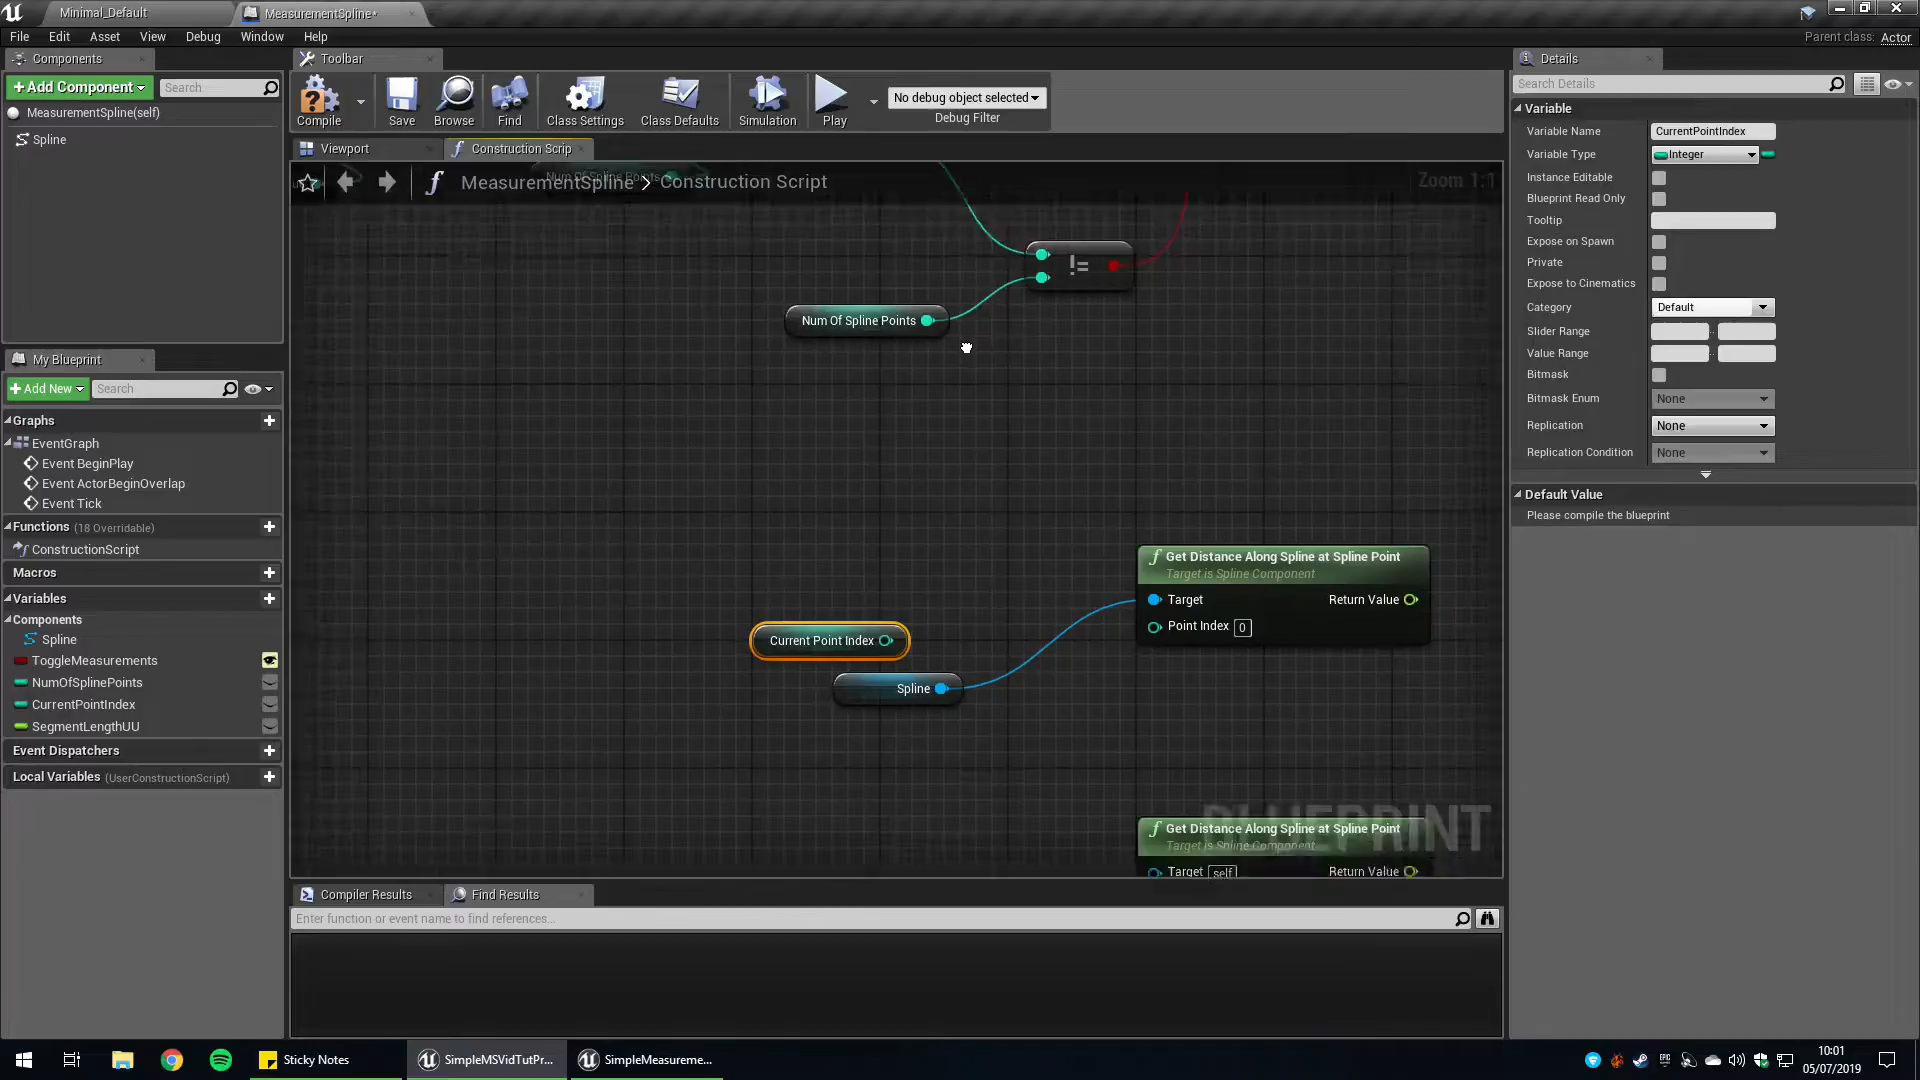 Minimal_Default
MeasurementSpline*
File Edit Asset View Debug Window Help
Parent class: Actor
Components
Toolbar
Details
+Add Component
Search
MeasurementSpline(self)
Spline
Compile
Save
Browse
Find
Class Settings
Class Defaults
Simulation
Play
No debug object selected
Debug Filter
Viewport
Construction Scrip
MeasurementSpline > Construction Script
Num Of Spline Points
Zoom 1:1
!=
Num Of Spline Points
Current Point Index
Spline
Get Distance Along Spline at Spline Point
Target is Spline Component
Target
Return Value
Point Index 0
Get Distance Along Spline at Spline Point
Target is Spline Component
Target self
Return Value
BLUEPRINT
My Blueprint
+Add New
Search
Graphs
EventGraph
Event BeginPlay
Event ActorBeginOverlap
Event Tick
Functions (18 Overridable)
ConstructionScript
Macros
Variables
Components
Spline
ToggleMeasurements
NumOfSplinePoints
CurrentPointIndex
SegmentLengthUU
Event Dispatchers
Local Variables (UserConstructionScript)
Compiler Results
Find Results
Enter function or event name to find references...
Search Details
Variable
Variable Name CurrentPointIndex
Variable Type Integer
Instance Editable
Blueprint Read Only
Tooltip
Expose on Spawn
Private
Expose to Cinematics
Category Default
Slider Range
Value Range
Bitmask
Bitmask Enum None
Replication None
Replication Condition None
Default Value
Please compile the blueprint
Sticky Notes
SimpleMSVidTutPr...
SimpleMeasureme...
10:01
05/07/2019